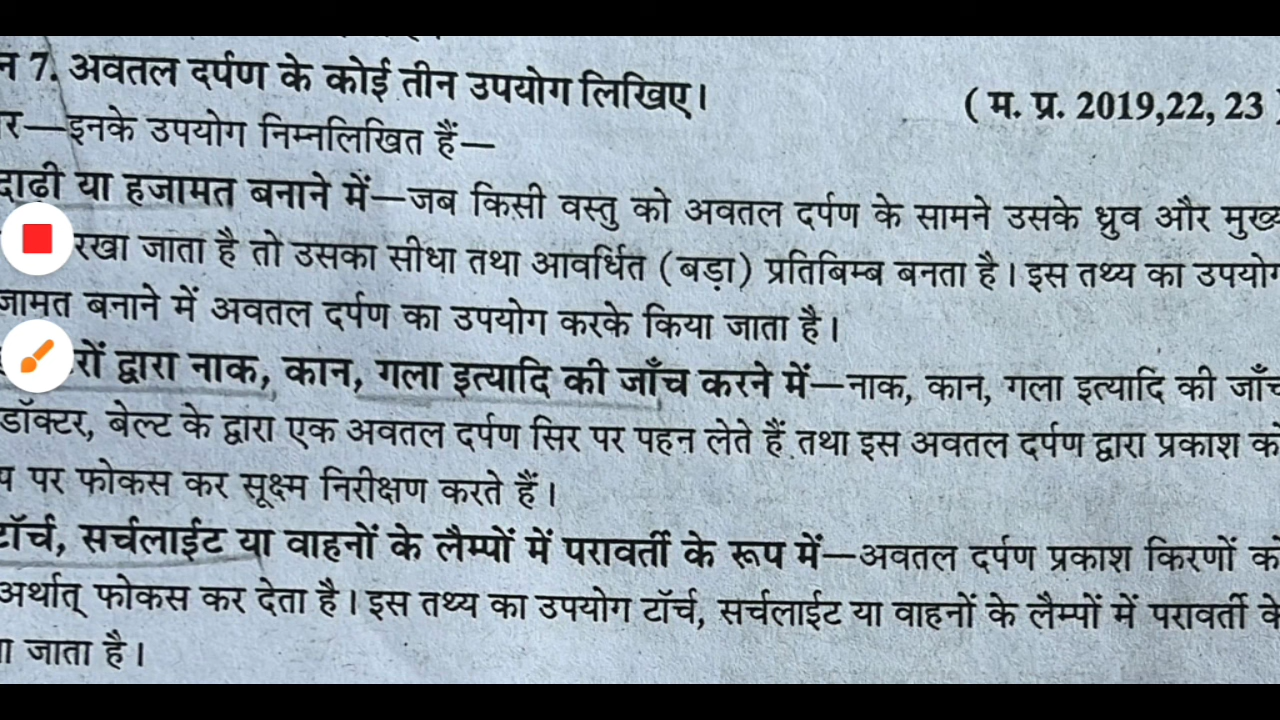 7. अवतल दर्पण के कोई तीन उपयोग लिखिए।
( म. प्र. 2019,22, 23 )
—इनके उपयोग निम्नलिखित हैं—
दाढी या हजामत बनाने में—जब किसी वस्तु को अवतल दर्पण के सामने उसके ध्रुव और
रखा जाता है तो उसका सीधा तथा आवर्धित (बड़ा) प्रतिबिम्ब बनता है। इस तथ्य का उपयोग
बनाने में अवतल दर्पण का उपयोग करके किया जाता है।
द्वारा नाक, कान, गला इत्यादि की जाँच करने में—नाक, कान, गला इत्यादि की जाँच
डॉक्टर, बेल्ट के द्वारा एक अवतल दर्पण सिर पर पहन लेते हैं तथा इस अवतल दर्पण द्वारा प्रकाश को
पर फोकस कर सूक्ष्म निरीक्षण करते हैं।
टॉर्च, सर्चलाईट या वाहनों के लैम्पों में परावर्ती के रूप में—अवतल दर्पण प्रकाश किरणों को
अर्थात् फोकस कर देता है। इस तथ्य का उपयोग टॉर्च, सर्चलाईट या वाहनों के लैम्पों में परावर्ती के
जाता है।